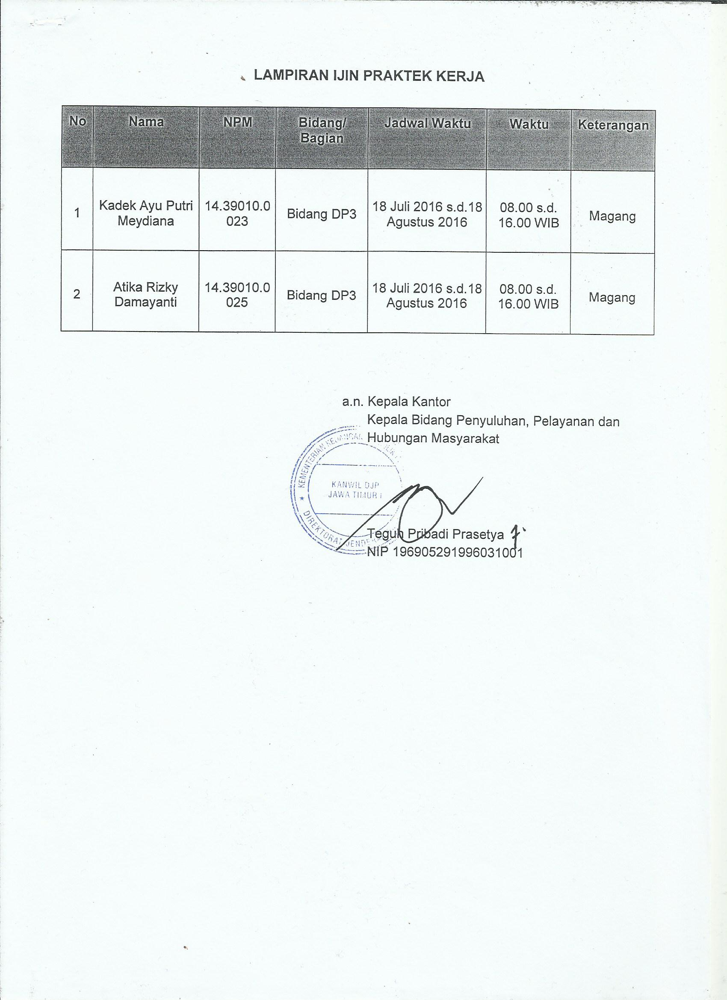 LAMPIRAN IJIN PRAKTEK KERJA
No Nama NPM Bidang/ Jadwal Waktu Waktu Keterangan
Bagian
1 Kadek Ayu Putri 14.39010.0 Bidang DP3 18 Juli 2016 s.d.18 08.00 s.d. Magang
Meydiana 023 Agustus 2016 16.00 WIB
2 Atika Rizky 14.39010.0 Bidang DP3 18 Juli 2016 s.d.18 08.00 s.d. Magang
Damayanti 025 Agustus 2016 16.00 WIB
a.n. Kepala Kantor
Kepala Bidang Penyuluhan, Pelayanan dan
Hubungan Masyarakat
KEMENTERIAN
KANWIL DJP
JAWA TIMUR I
DIREKTORAT
Teguh Pribadi Prasetya
NIP 196905291996031001